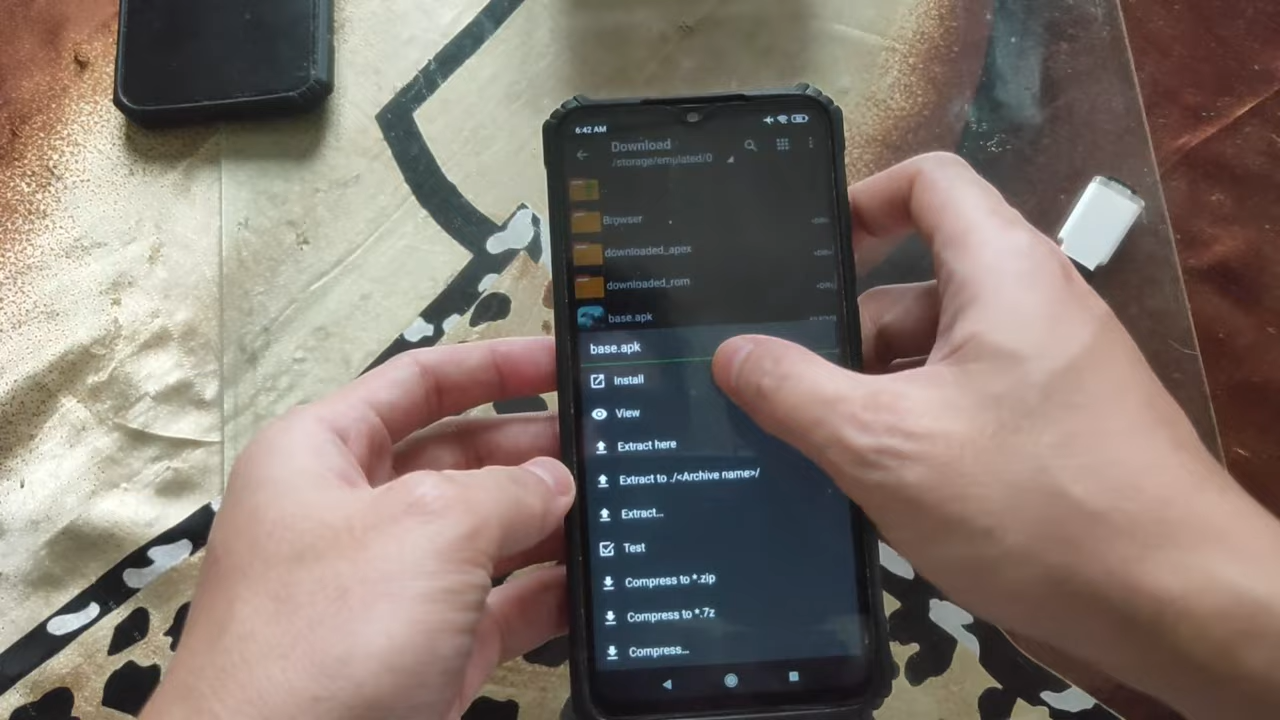 6:42 AM
Download
/storage/emulated/0
Browser
downloaded_apex
downloaded_rom
base.apk
base.apk
Install
View
Extract here
Extract to ./<Archive name>/
Extract...
Test
Compress to *.zip
Compress to *.7z
Compress...